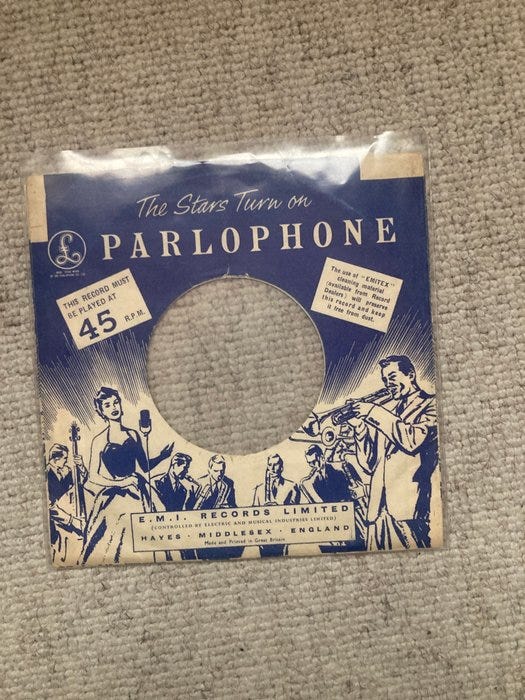 The Stars Turn on
PARLOPHONE
£
THIS RECORD MUST
BE PLAYED AT
45 R.P.M.
The use of "EMITEX"
cleaning material
(available from Record
Dealers) will preserve
this record and keep
it free from dust.
E.M.I. RECORDS LIMITED
(CONTROLLED BY ELECTRIC AND MUSICAL INDUSTRIES LIMITED)
HAYES · MIDDLESEX · ENGLAND
Made and Printed in Great Britain